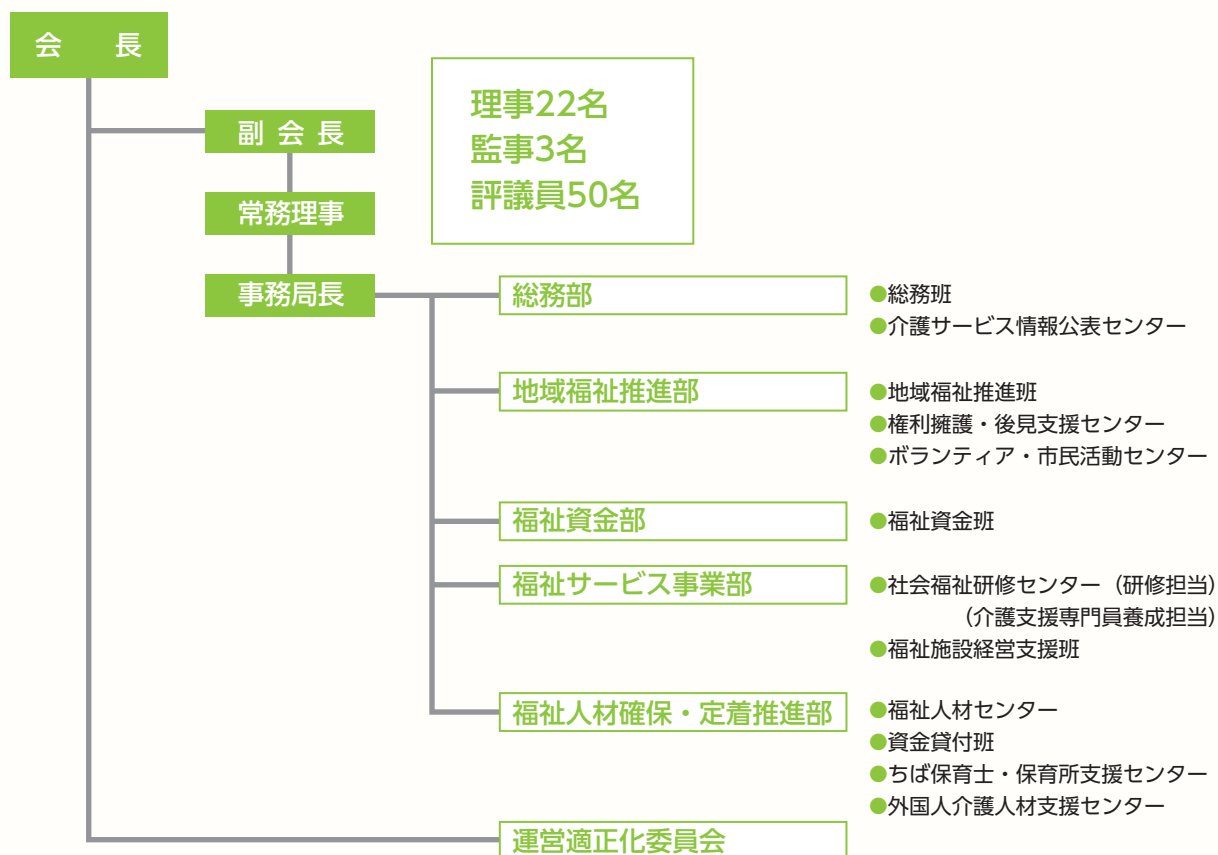 会　長
理事22名
監事3名
評議員50名
副会長
常務理事
事務局長
総務部
●総務班
●介護サービス情報公表センター
地域福祉推進部
●地域福祉推進班
●権利擁護・後見支援センター
●ボランティア・市民活動センター
福祉資金部
●福祉資金班
福祉サービス事業部
●社会福祉研修センター（研修担当）
（介護支援専門員養成担当）
●福祉施設経営支援班
福祉人材確保・定着推進部
●福祉人材センター
●資金貸付班
●ちば保育士・保育所支援センター
●外国人介護人材支援センター
運営適正化委員会